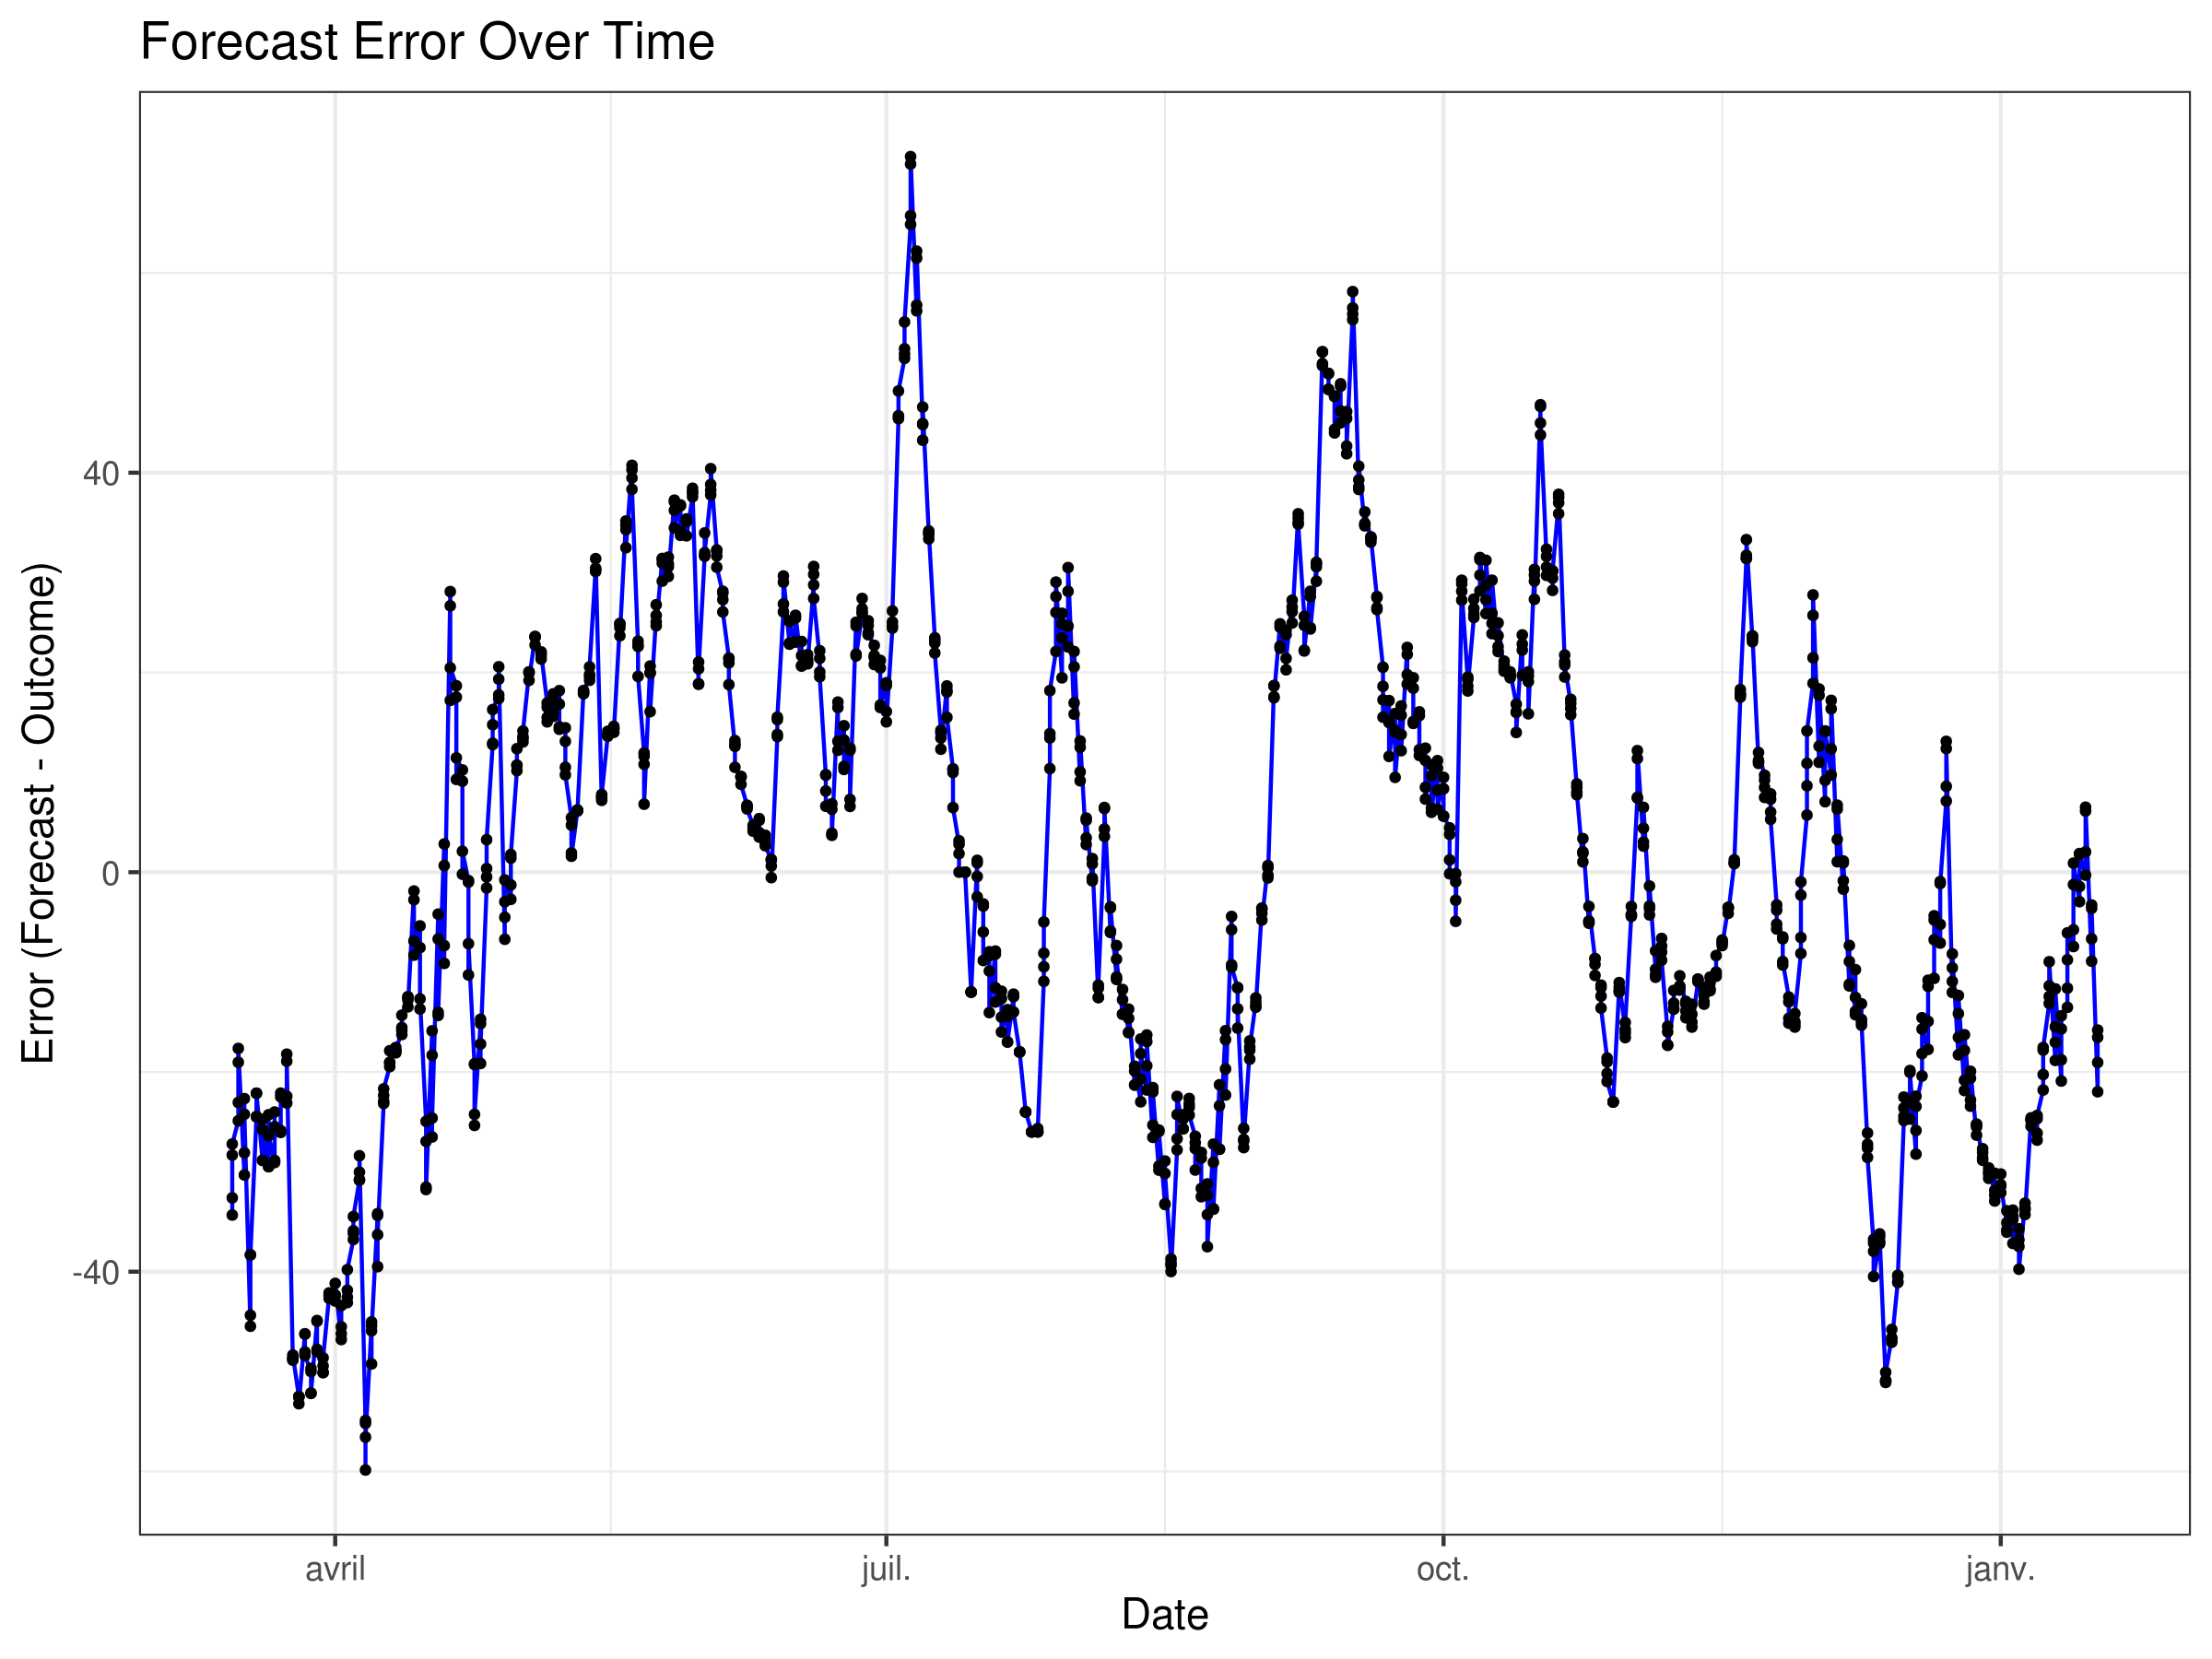 Forecast Error Over Time
Error (Forecast - Outcome)
40
0
-40
avril
juil.
oct.
janv.
Date